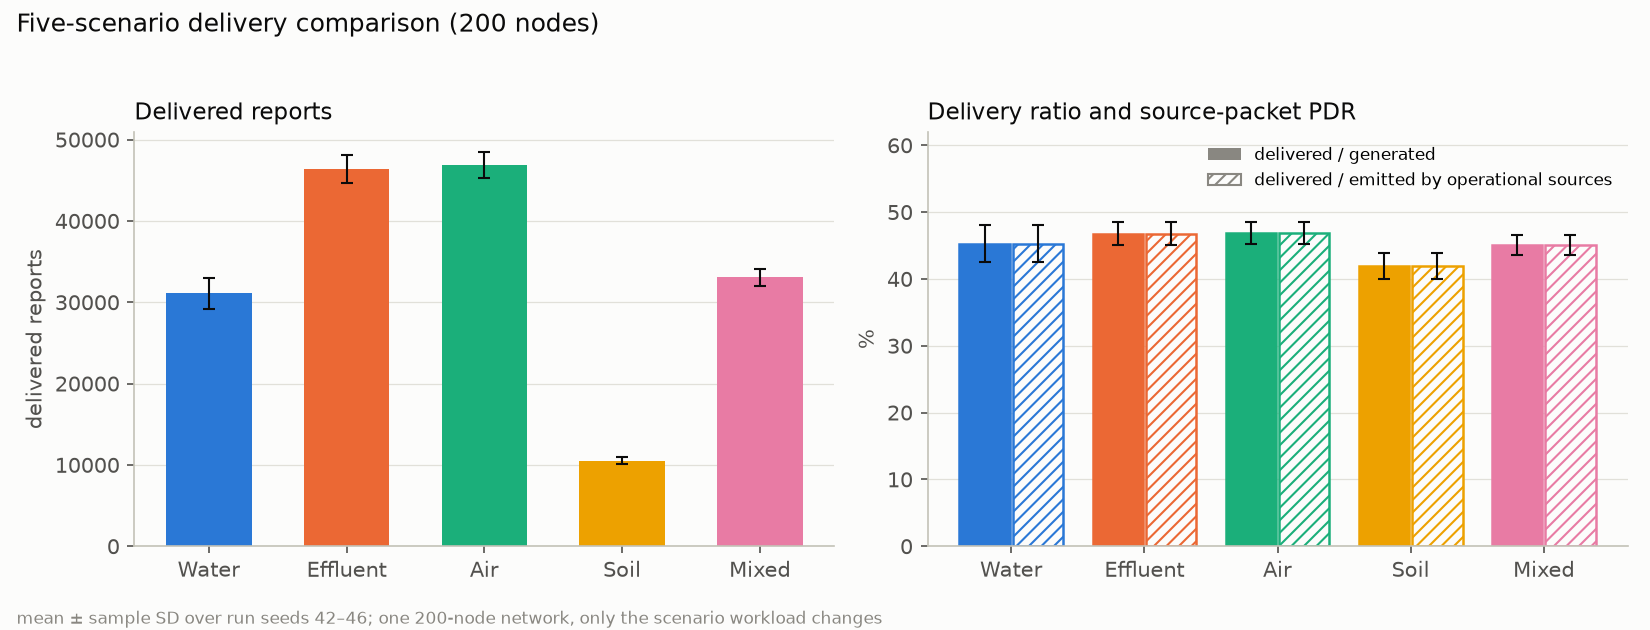 Five-scenario delivery comparison (200 nodes)
Delivered reports
delivered reports
50000
40000
30000
20000
10000
0
Water
Effluent
Air
Soil
Mixed
Delivery ratio and source-packet PDR
%
60
50
40
30
20
10
0
delivered / generated
delivered / emitted by operational sources
Water
Effluent
Air
Soil
Mixed
mean ± sample SD over run seeds 42–46; one 200-node network, only the scenario workload changes